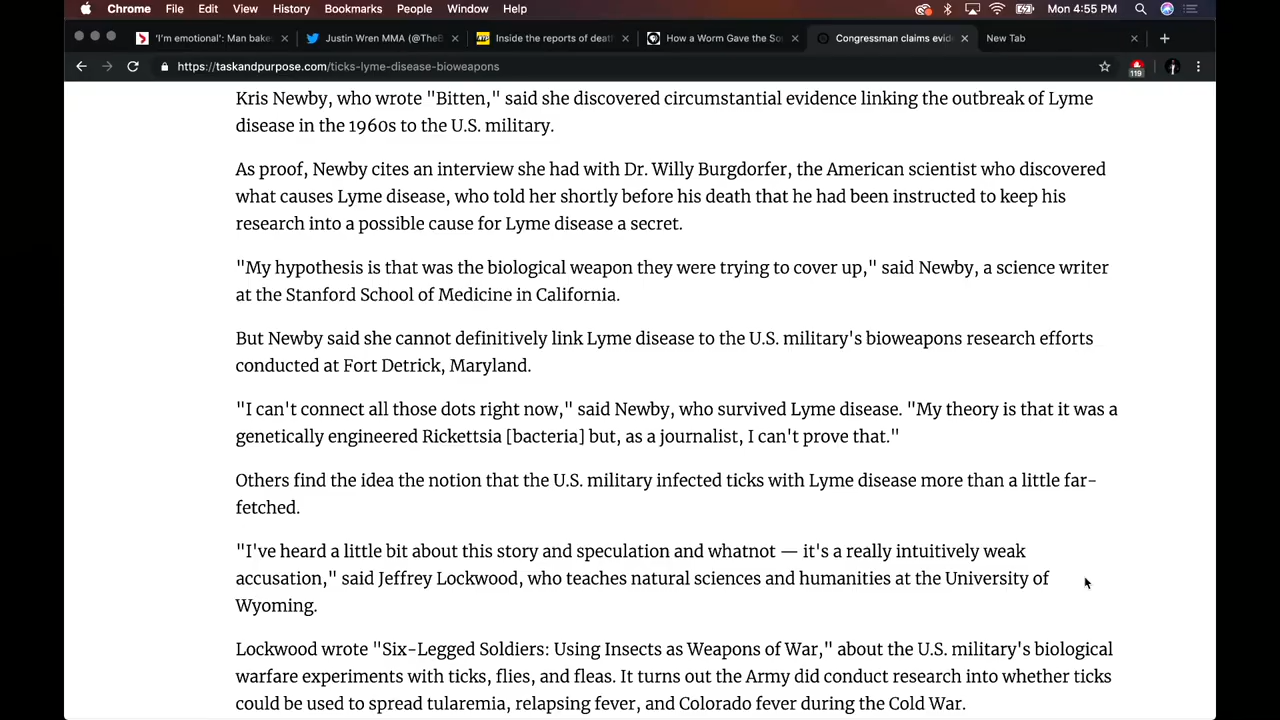 Chrome File Edit View History Bookmarks People Window Help Mon 4:55 PM
'I'm emotional': Man bake Justin Wren MMA (@TheB Inside the reports of death How a Worm Gave the So Congressman claims evid New Tab
https://taskandpurpose.com/ticks-lyme-disease-bioweapons 119
Kris Newby, who wrote "Bitten," said she discovered circumstantial evidence linking the outbreak of Lyme
disease in the 1960s to the U.S. military.
As proof, Newby cites an interview she had with Dr. Willy Burgdorfer, the American scientist who discovered
what causes Lyme disease, who told her shortly before his death that he had been instructed to keep his
research into a possible cause for Lyme disease a secret.
"My hypothesis is that was the biological weapon they were trying to cover up," said Newby, a science writer
at the Stanford School of Medicine in California.
But Newby said she cannot definitively link Lyme disease to the U.S. military's bioweapons research efforts
conducted at Fort Detrick, Maryland.
"I can't connect all those dots right now," said Newby, who survived Lyme disease. "My theory is that it was a
genetically engineered Rickettsia [bacteria] but, as a journalist, I can't prove that."
Others find the idea the notion that the U.S. military infected ticks with Lyme disease more than a little far-
fetched.
"I've heard a little bit about this story and speculation and whatnot — it's a really intuitively weak
accusation," said Jeffrey Lockwood, who teaches natural sciences and humanities at the University of
Wyoming.
Lockwood wrote "Six-Legged Soldiers: Using Insects as Weapons of War," about the U.S. military's biological
warfare experiments with ticks, flies, and fleas. It turns out the Army did conduct research into whether ticks
could be used to spread tularemia, relapsing fever, and Colorado fever during the Cold War.